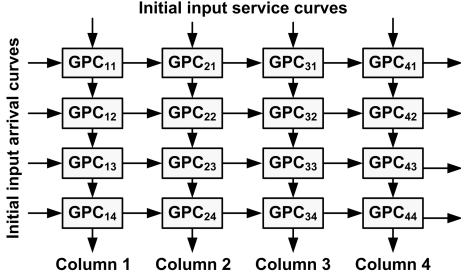 Initial input service curves
Initial input arrival curves
GPC11 GPC21 GPC31 GPC41
GPC12 GPC22 GPC32 GPC42
GPC13 GPC23 GPC33 GPC43
GPC14 GPC24 GPC34 GPC44
Column 1 Column 2 Column 3 Column 4